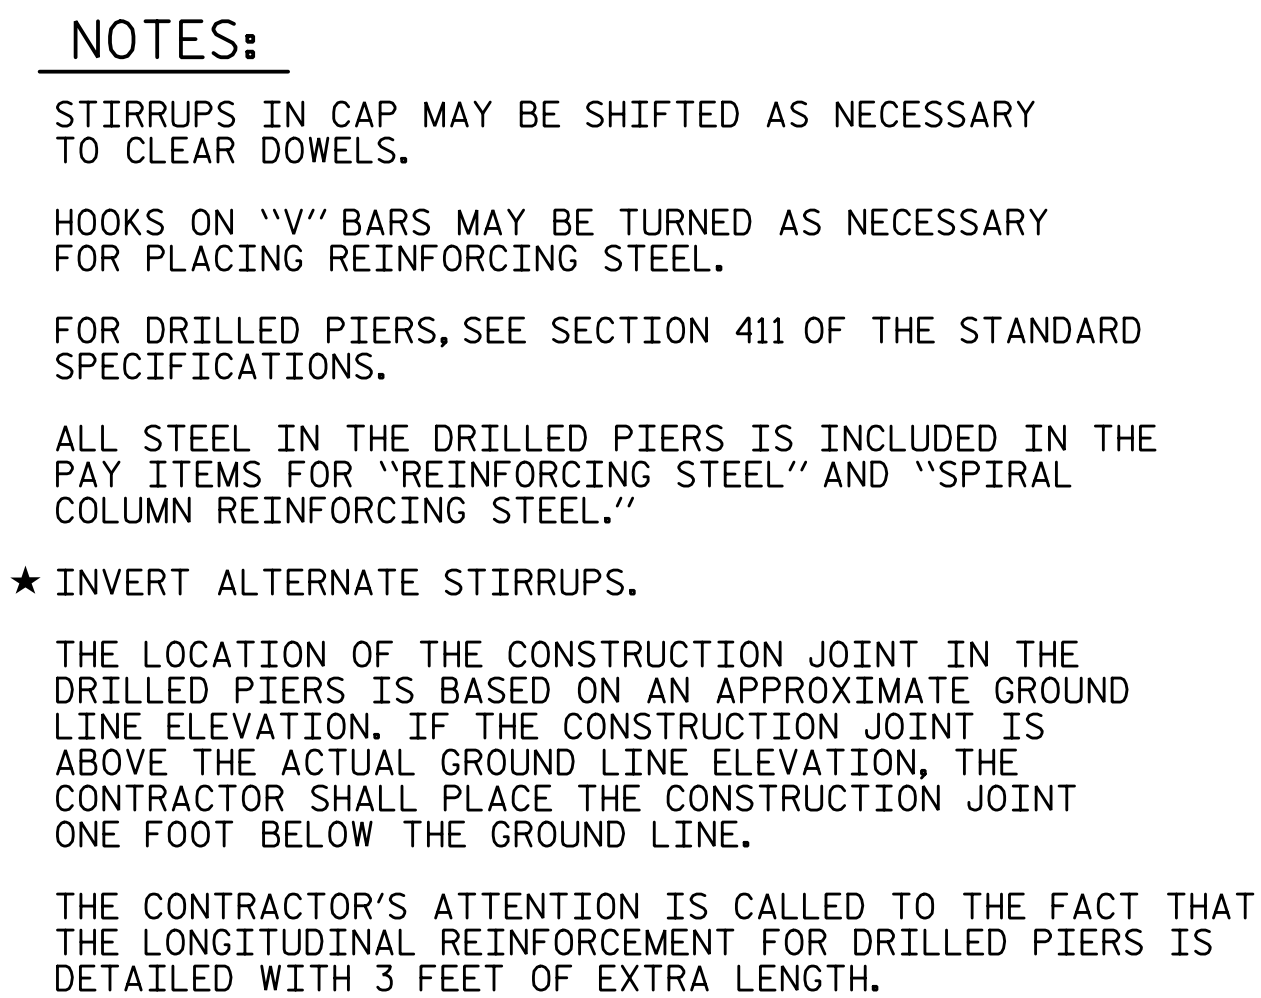 NOTES:
STIRRUPS IN CAP MAY BE SHIFTED AS NECESSARY
TO CLEAR DOWELS.
HOOKS ON "V" BARS MAY BE TURNED AS NECESSARY
FOR PLACING REINFORCING STEEL.
FOR DRILLED PIERS, SEE SECTION 411 OF THE STANDARD
SPECIFICATIONS.
ALL STEEL IN THE DRILLED PIERS IS INCLUDED IN THE
PAY ITEMS FOR "REINFORCING STEEL" AND "SPIRAL
COLUMN REINFORCING STEEL."
★ INVERT ALTERNATE STIRRUPS.
THE LOCATION OF THE CONSTRUCTION JOINT IN THE
DRILLED PIERS IS BASED ON AN APPROXIMATE GROUND
LINE ELEVATION. IF THE CONSTRUCTION JOINT IS
ABOVE THE ACTUAL GROUND LINE ELEVATION, THE
CONTRACTOR SHALL PLACE THE CONSTRUCTION JOINT
ONE FOOT BELOW THE GROUND LINE.
THE CONTRACTOR'S ATTENTION IS CALLED TO THE FACT THAT
THE LONGITUDINAL REINFORCEMENT FOR DRILLED PIERS IS
DETAILED WITH 3 FEET OF EXTRA LENGTH.